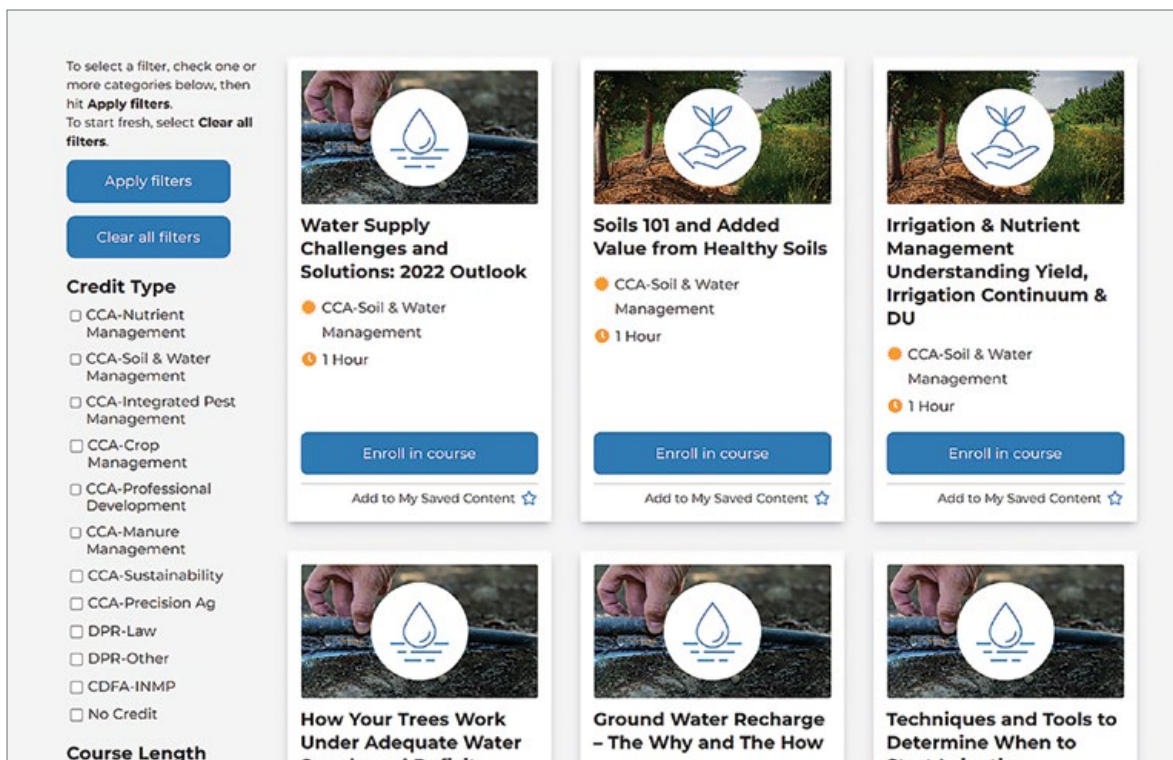 To select a filter, check one or
more categories below, then
hit Apply filters.
To start fresh, select Clear all
filters.
Apply filters
Clear all filters
Credit Type
CCA-Nutrient
Management
CCA-Soil & Water
Management
CCA-Integrated Pest
Management
CCA-Crop
Management
CCA-Professional
Development
CCA-Manure
Management
CCA-Sustainability
CCA-Precision Ag
DPR-Law
DPR-Other
CDFA-INMP
No Credit
Course Length
Water Supply
Challenges and
Solutions: 2022 Outlook
CCA-Soil & Water
Management
1 Hour
Enroll in course
Add to My Saved Content
Soils 101 and Added
Value from Healthy Soils
CCA-Soil & Water
Management
1 Hour
Enroll in course
Add to My Saved Content
Irrigation & Nutrient
Management
Understanding Yield,
Irrigation Continuum &
DU
CCA-Soil & Water
Management
1 Hour
Enroll in course
Add to My Saved Content
How Your Trees Work
Under Adequate Water
Ground Water Recharge
– The Why and The How
Techniques and Tools to
Determine When to